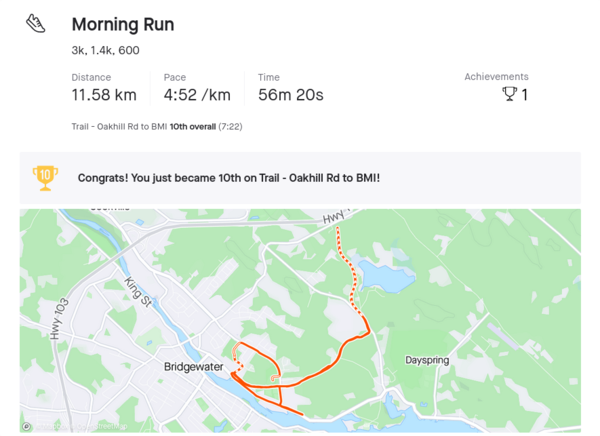 Morning Run
3k, 1.4k, 600
Distance
Pace
Time
Achievements
11.58 km
4:52 /km
56m 20s
1
Trail - Oakhill Rd to BMI 10th overall (7:22)
10
Congrats! You just became 10th on Trail - Oakhill Rd to BMI!
Hwy
King St
Hwy 103
Bridgewater
Dayspring